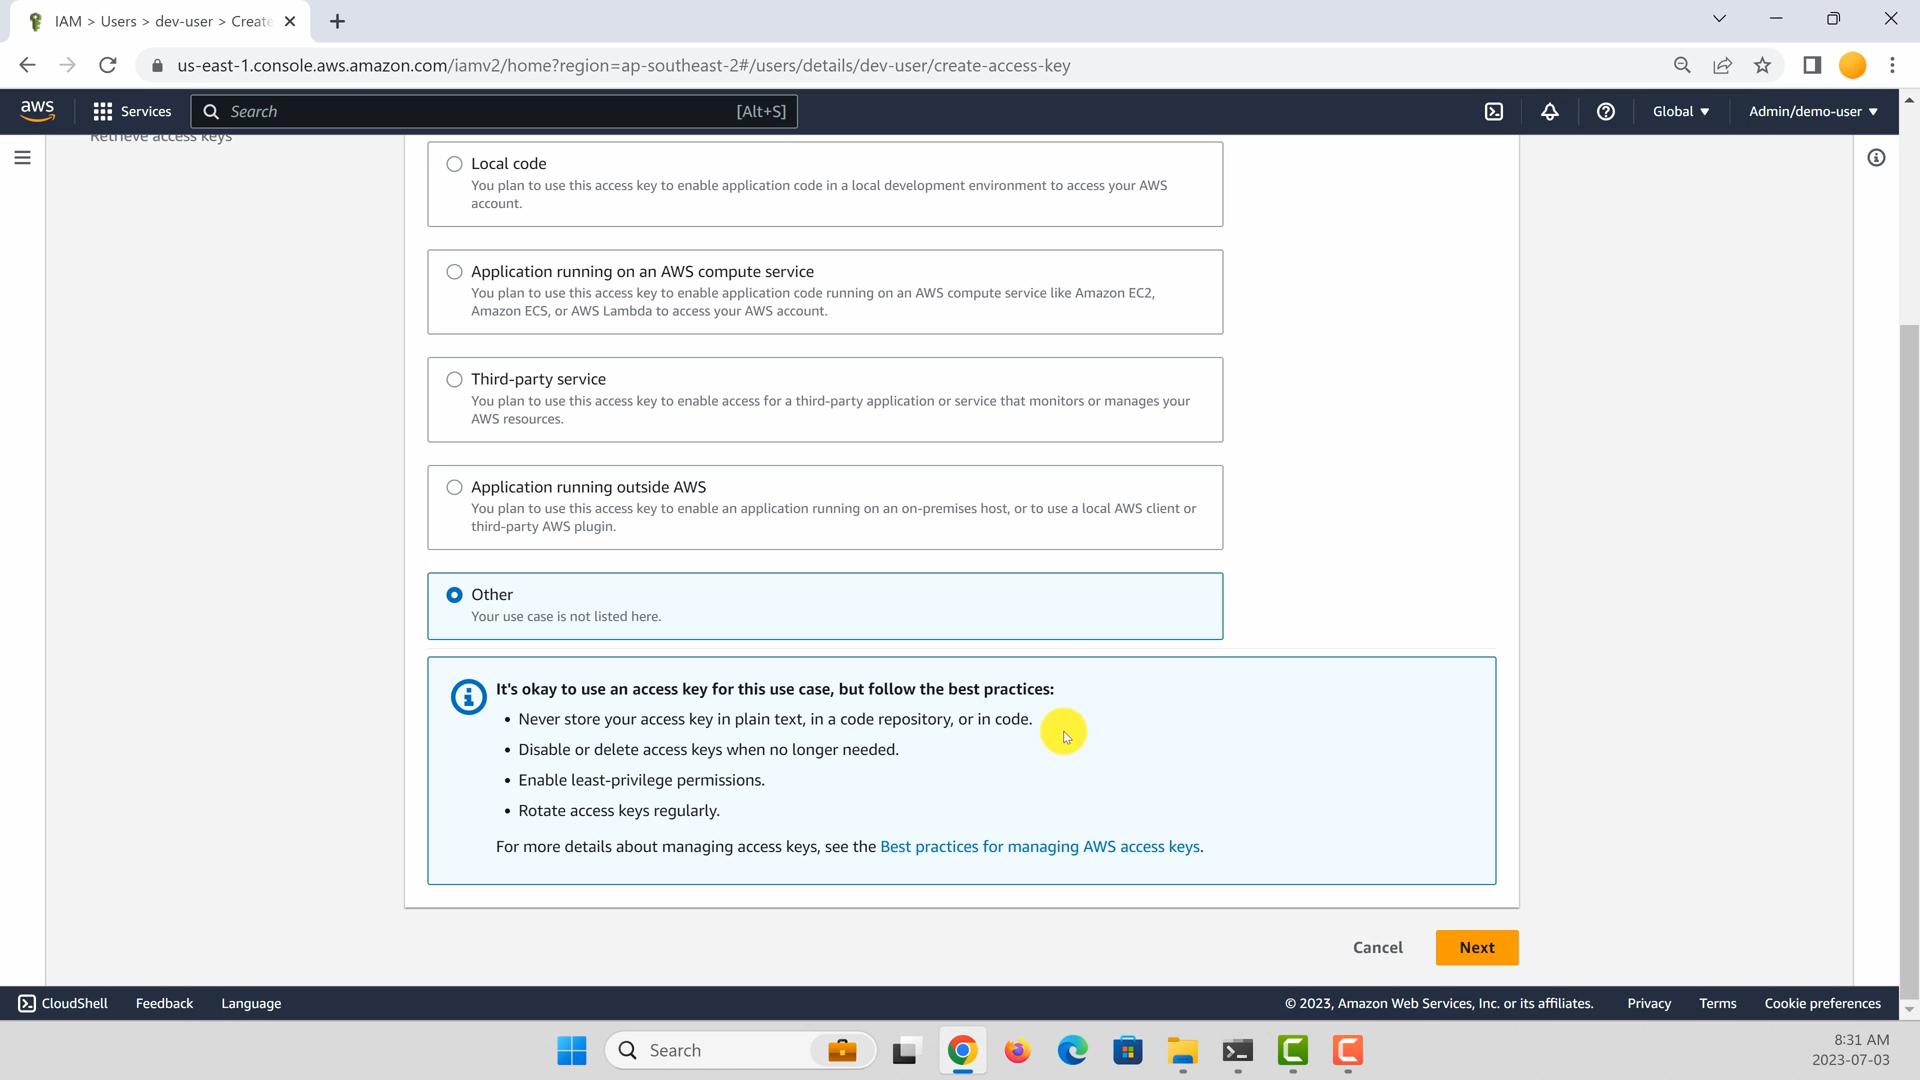 IAM > Users > dev-user > Create
us-east-1.console.aws.amazon.com/iamv2/home?region=ap-southeast-2#/users/details/dev-user/create-access-key
aws
Services
Search
[Alt+S]
Global
Admin/demo-user
Retrieve access keys
Local code
You plan to use this access key to enable application code in a local development environment to access your AWS
account.
Application running on an AWS compute service
You plan to use this access key to enable application code running on an AWS compute service like Amazon EC2,
Amazon ECS, or AWS Lambda to access your AWS account.
Third-party service
You plan to use this access key to enable access for a third-party application or service that monitors or manages your
AWS resources.
Application running outside AWS
You plan to use this access key to enable an application running on an on-premises host, or to use a local AWS client or
third-party AWS plugin.
Other
Your use case is not listed here.
It's okay to use an access key for this use case, but follow the best practices:
• Never store your access key in plain text, in a code repository, or in code.
• Disable or delete access keys when no longer needed.
• Enable least-privilege permissions.
• Rotate access keys regularly.
For more details about managing access keys, see the Best practices for managing AWS access keys.
Cancel
Next
CloudShell
Feedback
Language
© 2023, Amazon Web Services, Inc. or its affiliates.
Privacy
Terms
Cookie preferences
Search
8:31 AM
2023-07-03